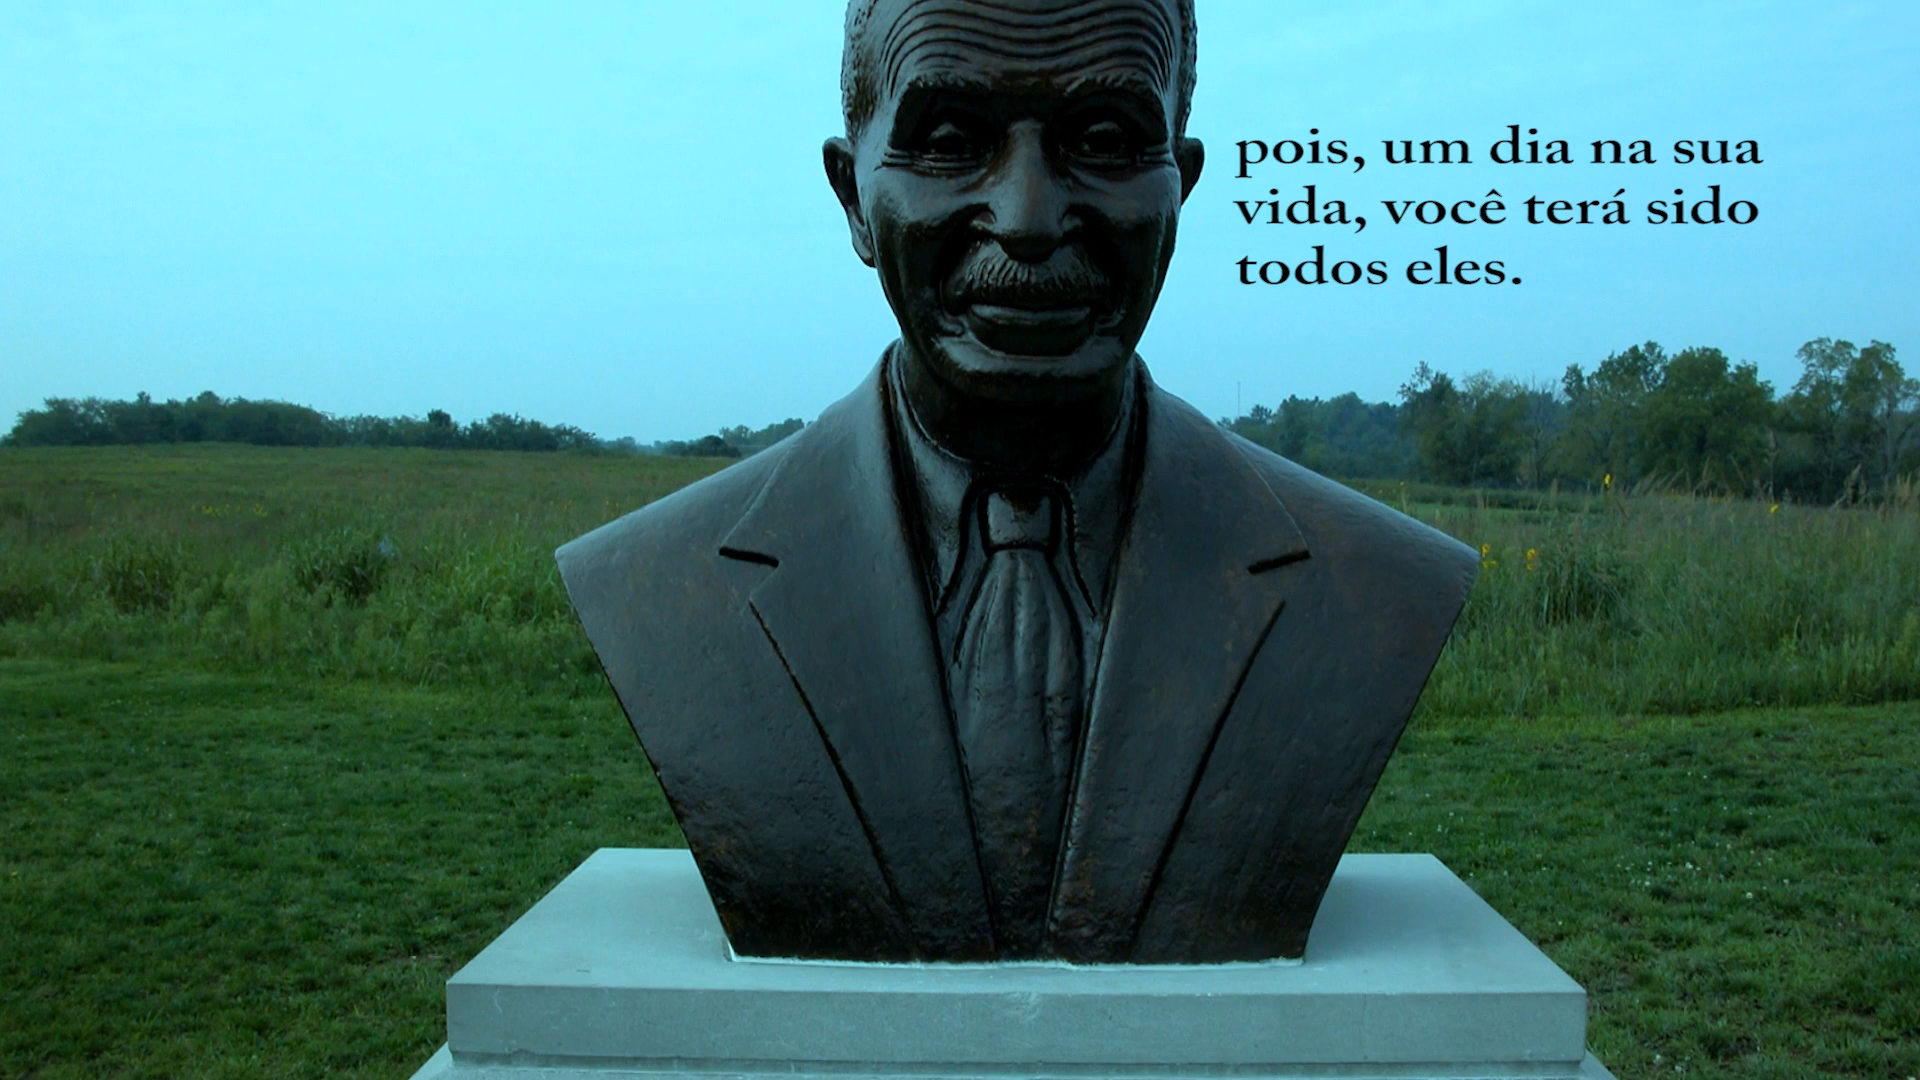 pois, um dia na sua
vida, você terá sido
todos eles.